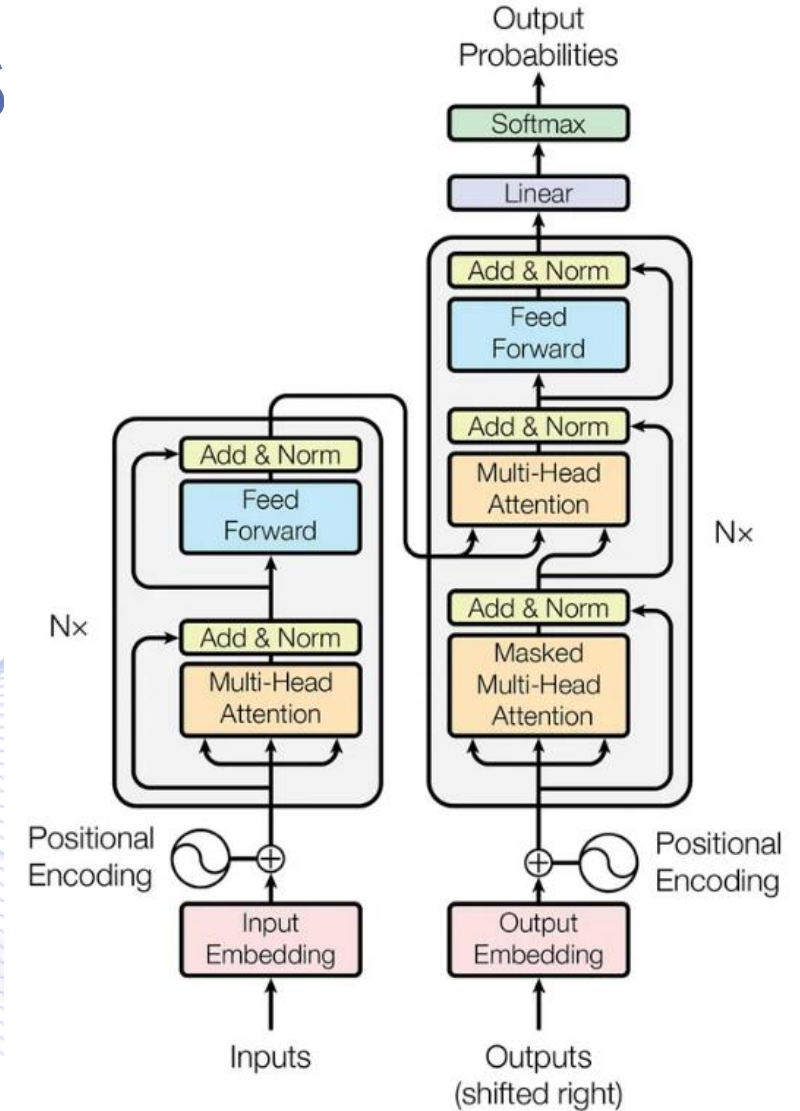 Output
Probabilities
Softmax
Linear
Add & Norm
Feed
Forward
Add & Norm
Multi-Head
Attention
Nx
Add & Norm
Masked
Multi-Head
Attention
Add & Norm
Feed
Forward
Nx
Add & Norm
Multi-Head
Attention
Positional
Encoding
Positional
Encoding
Input
Embedding
Output
Embedding
Inputs
Outputs
(shifted right)